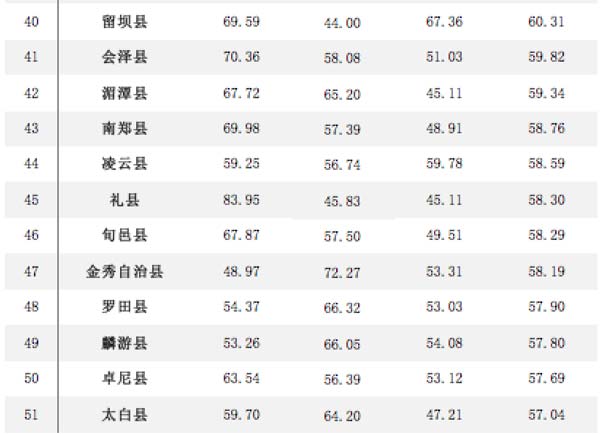 40 留坝县 69.59 44.00 67.36 60.31
41 会泽县 70.36 58.08 51.03 59.82
42 湄潭县 67.72 65.20 45.11 59.34
43 南郑县 69.98 57.39 48.91 58.76
44 凌云县 59.25 56.74 59.78 58.59
45 礼县 83.95 45.83 45.11 58.30
46 旬邑县 67.87 57.50 49.51 58.29
47 金秀自治县 48.97 72.27 53.31 58.19
48 罗田县 54.37 66.32 53.03 57.90
49 麟游县 53.26 66.05 54.08 57.80
50 卓尼县 63.54 56.39 53.12 57.69
51 太白县 59.70 64.20 47.21 57.04